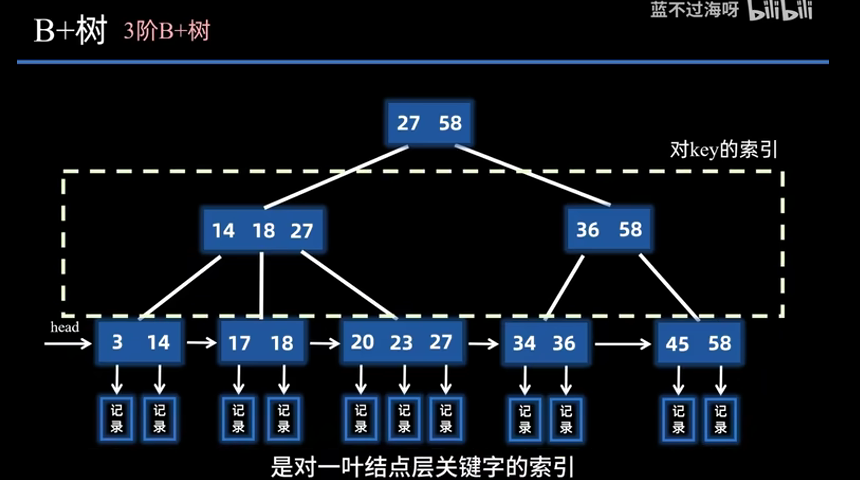 蓝不过海呀 bilibili
B+树 3阶B+树
27 58
对key的索引
14 18 27
36 58
head
3 14
17 18
20 23 27
34 36
45 58
记录 记录 记录 记录 记录 记录 记录 记录 记录 记录 记录
是对一叶结点层关键字的索引